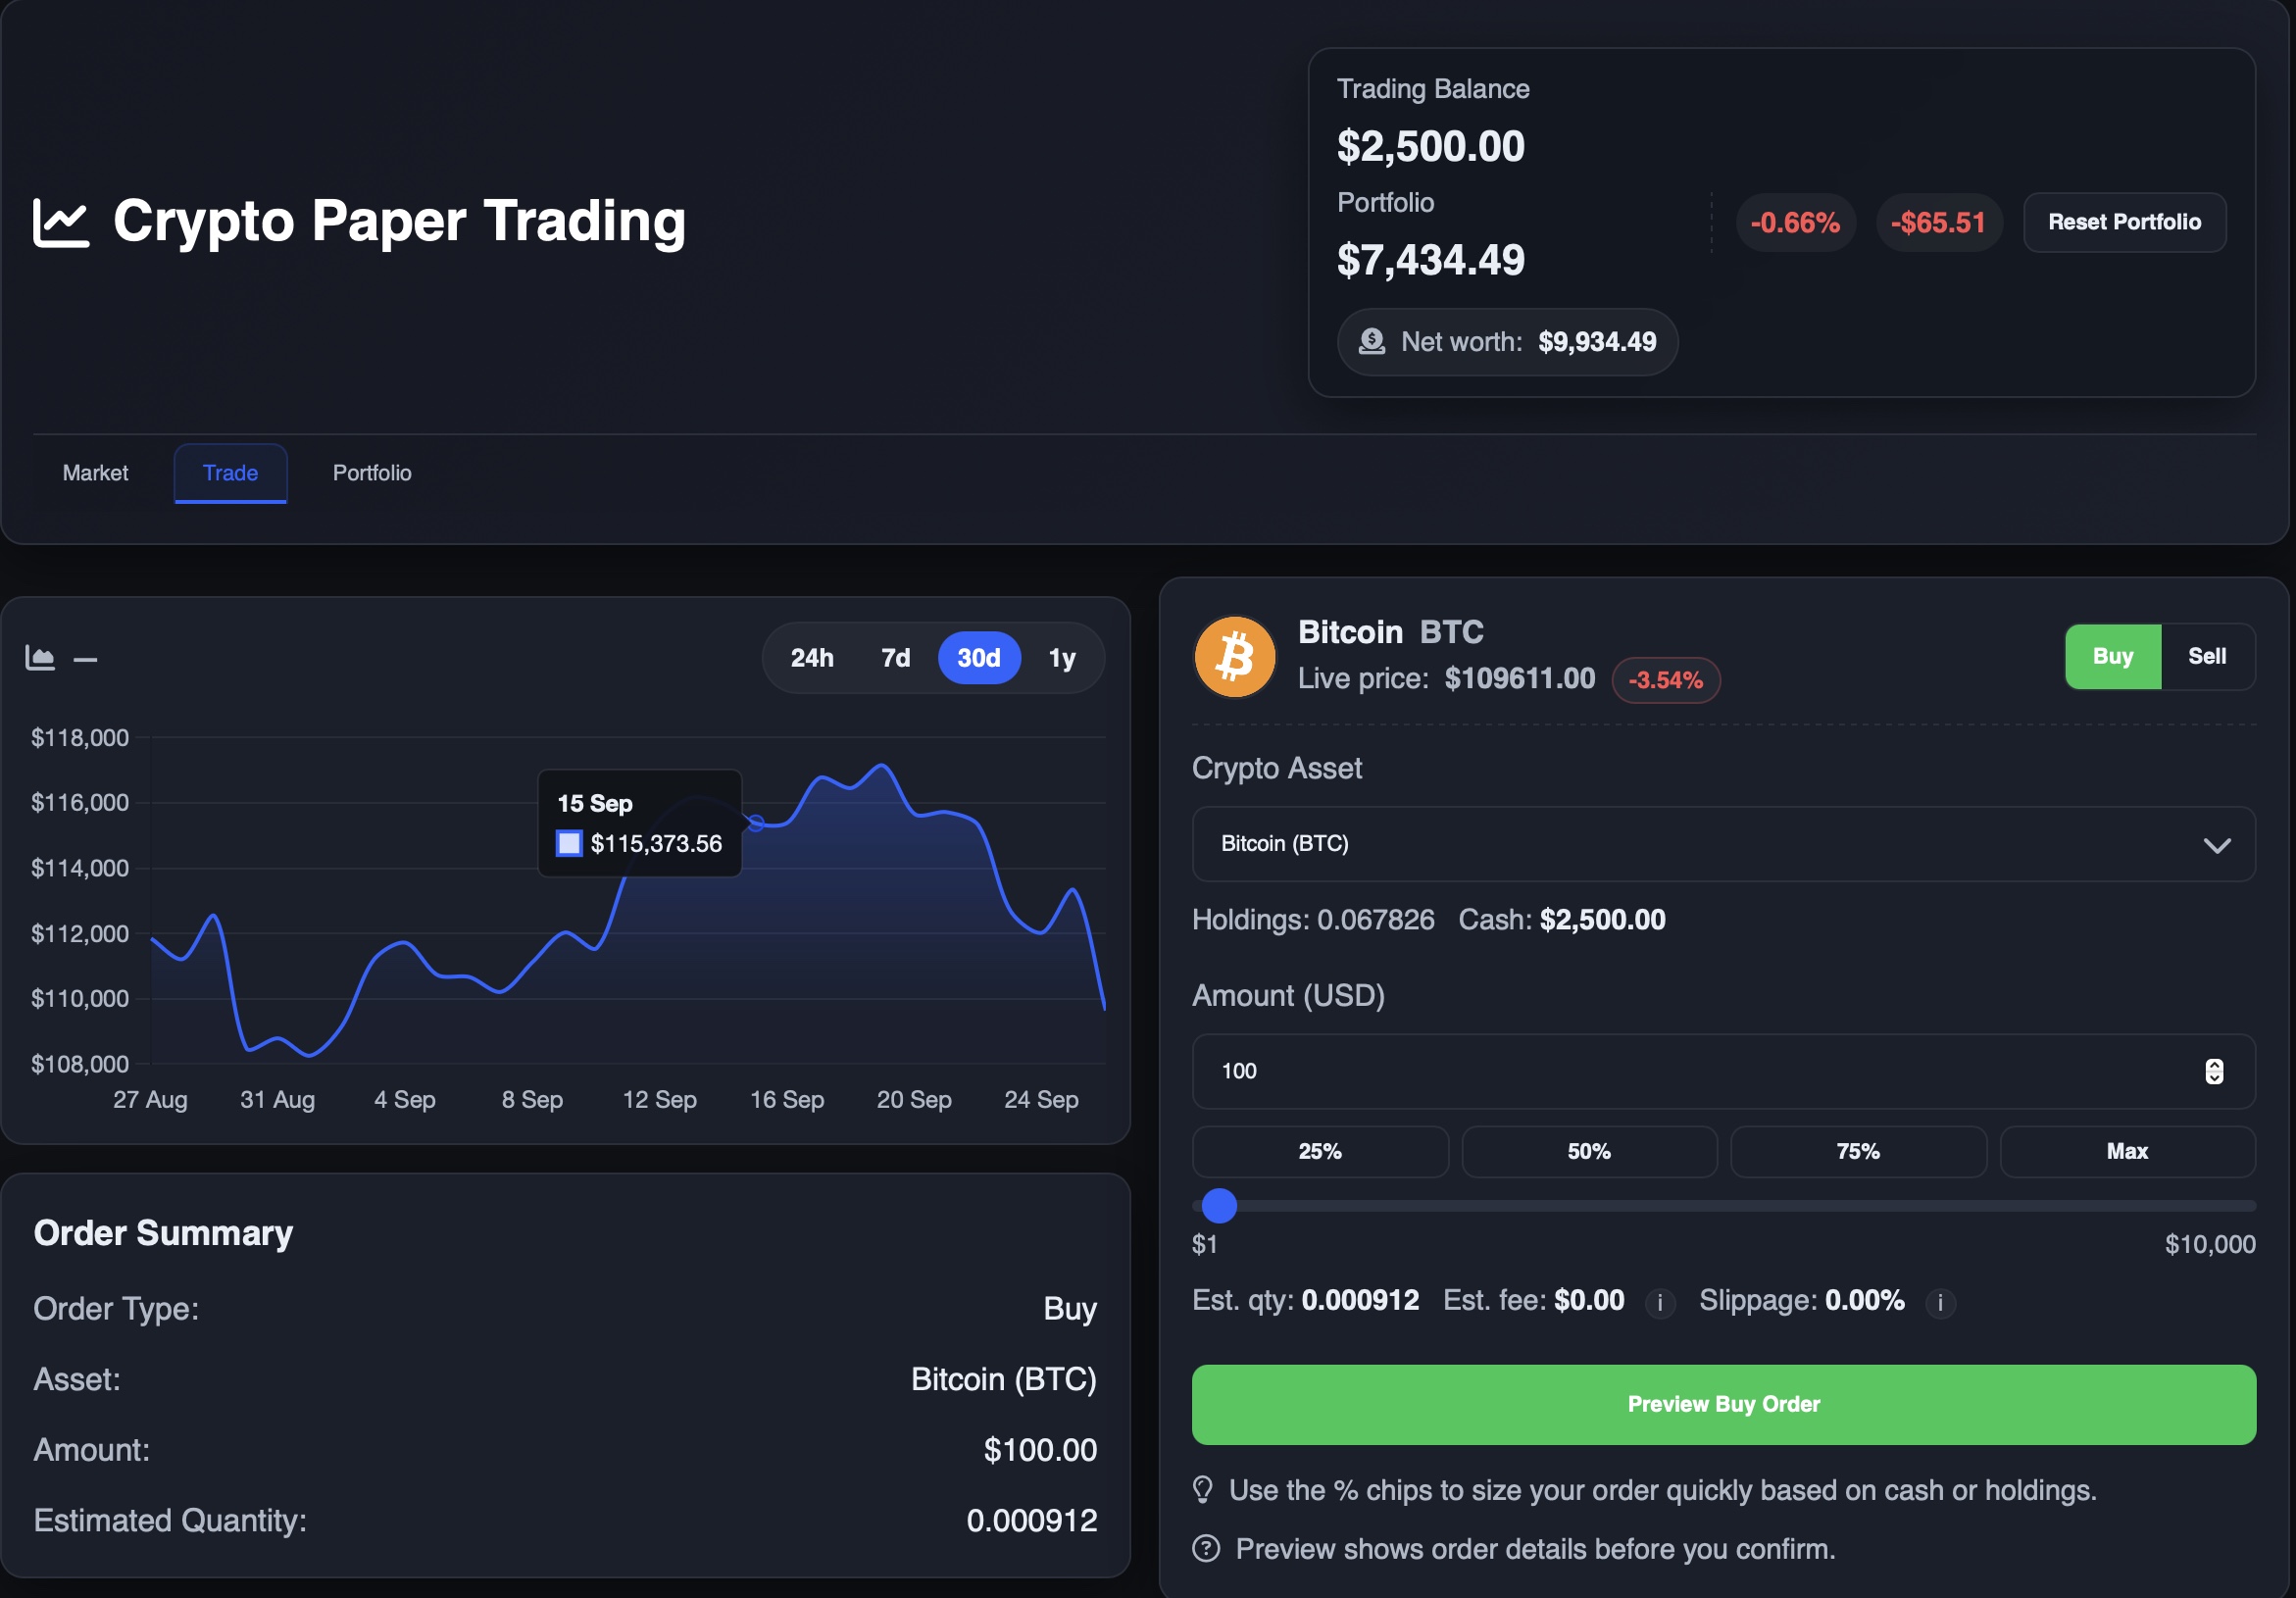 Crypto Paper Trading
Trading Balance
$2,500.00
Portfolio
$7,434.49
-0.66%
-$65.51
Reset Portfolio
Net worth: $9,934.49
Market
Trade
Portfolio
24h
7d
30d
1y
$118,000
$116,000
$114,000
$112,000
$110,000
$108,000
15 Sep
$115,373.56
27 Aug
31 Aug
4 Sep
8 Sep
12 Sep
16 Sep
20 Sep
24 Sep
Order Summary
Order Type: Buy
Asset: Bitcoin (BTC)
Amount: $100.00
Estimated Quantity: 0.000912
Bitcoin BTC
Live price: $109611.00 -3.54%
Buy
Sell
Crypto Asset
Bitcoin (BTC)
Holdings: 0.067826 Cash: $2,500.00
Amount (USD)
100
25%
50%
75%
Max
$1
$10,000
Est. qty: 0.000912 Est. fee: $0.00 i Slippage: 0.00% i
Preview Buy Order
Use the % chips to size your order quickly based on cash or holdings.
Preview shows order details before you confirm.